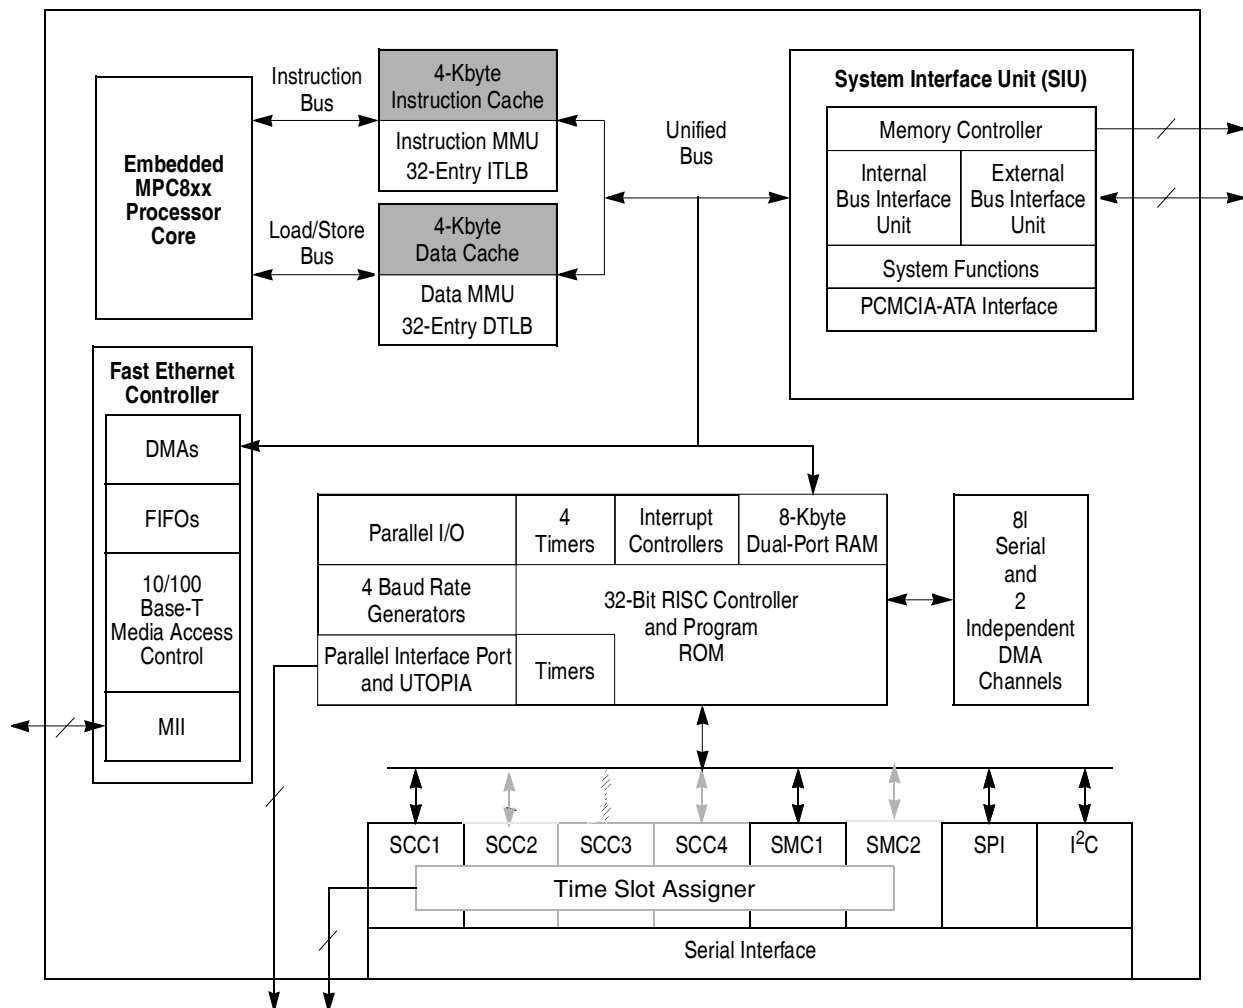 Instruction
Bus
4-Kbyte
Instruction Cache
Instruction MMU
32-Entry ITLB
Embedded
MPC8xx
Processor
Core
Load/Store
Bus
4-Kbyte
Data Cache
Data MMU
32-Entry DTLB
Unified
Bus
System Interface Unit (SIU)
Memory Controller
Internal
Bus Interface
Unit
External
Bus Interface
Unit
System Functions
PCMCIA-ATA Interface
Fast Ethernet
Controller
DMAs
FIFOs
10/100
Base-T
Media Access
Control
MII
Parallel I/O
4
Timers
Interrupt
Controllers
8-Kbyte
Dual-Port RAM
4 Baud Rate
Generators
32-Bit RISC Controller
and Program
ROM
Parallel Interface Port
and UTOPIA
Timers
8I
Serial
and
2
Independent
DMA
Channels
SCC1
SCC2
SCC3
SCC4
SMC1
SMC2
SPI
I²C
Time Slot Assigner
Serial Interface